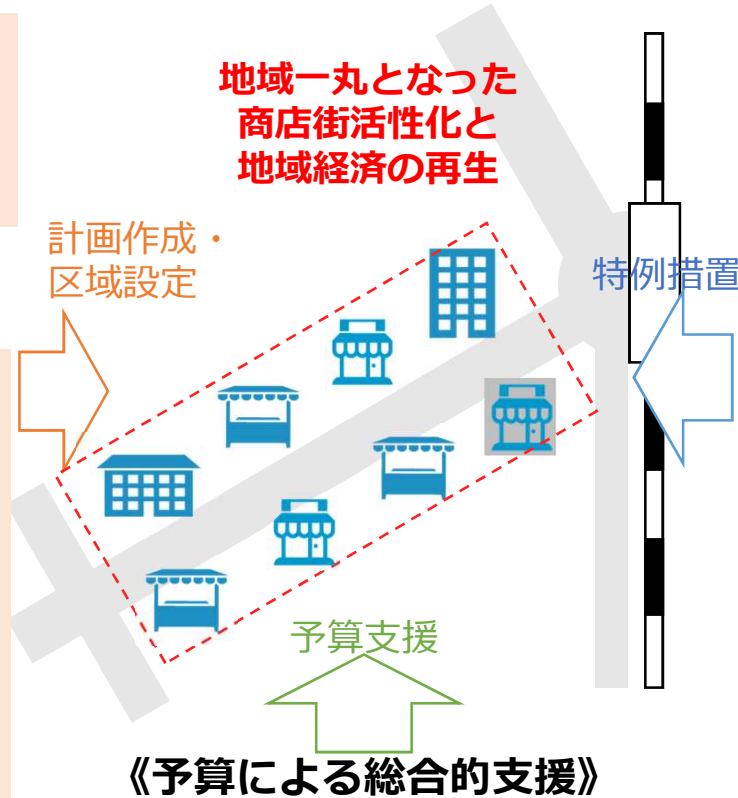 地域一丸となった
商店街活性化と
地域経済の再生
計画作成・
区域設定
特例措置
予算支援
《予算による総合的支援》